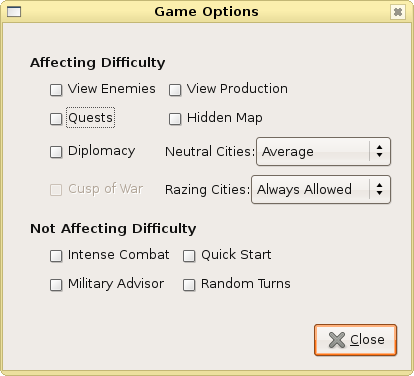 Game Options
Affecting Difficulty
View Enemies View Production
Quests Hidden Map
Diplomacy Neutral Cities: Average
Cusp of War Razing Cities: Always Allowed
Not Affecting Difficulty
Intense Combat Quick Start
Military Advisor Random Turns
Close